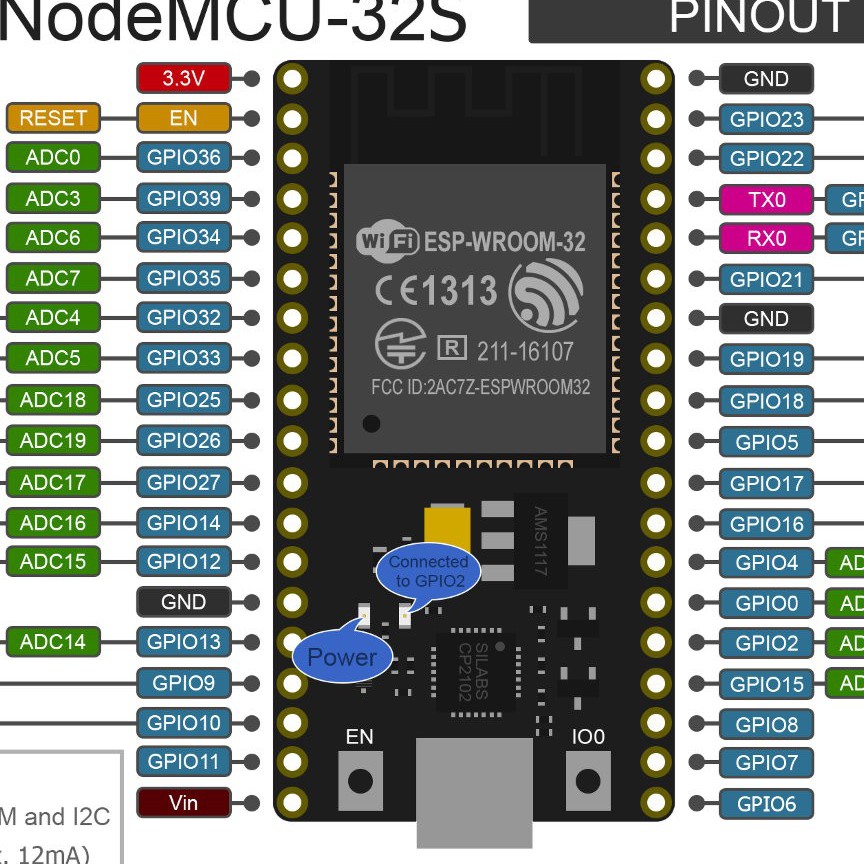 NodeMCU-32S
PINOUT
3.3V
GND
RESET EN
GPIO23
ADC0 GPIO36
GPIO22
ADC3 GPIO39
TX0 GP
ADC6 GPIO34
RX0 GP
ADC7 GPIO35
GPIO21
ADC4 GPIO32
GND
ADC5 GPIO33
GPIO19
ADC18 GPIO25
GPIO18
ADC19 GPIO26
GPIO5
ADC17 GPIO27
GPIO17
ADC16 GPIO14
GPIO16
ADC15 GPIO12
GPIO4 AD
GND
GPIO0 AD
ADC14 GPIO13
GPIO2 AD
GPIO9
GPIO15 AD
GPIO10
GPIO8
GPIO11
GPIO7
Vin
GPIO6
WiFi ESP-WROOM-32
CE1313
R 211-16107
FCC ID:2AC7Z-ESPWROOM32
AMS1117
Connected
to GPIO2
Power
SILABS
CP2102
EN
IO0
M and I2C
. 12mA)